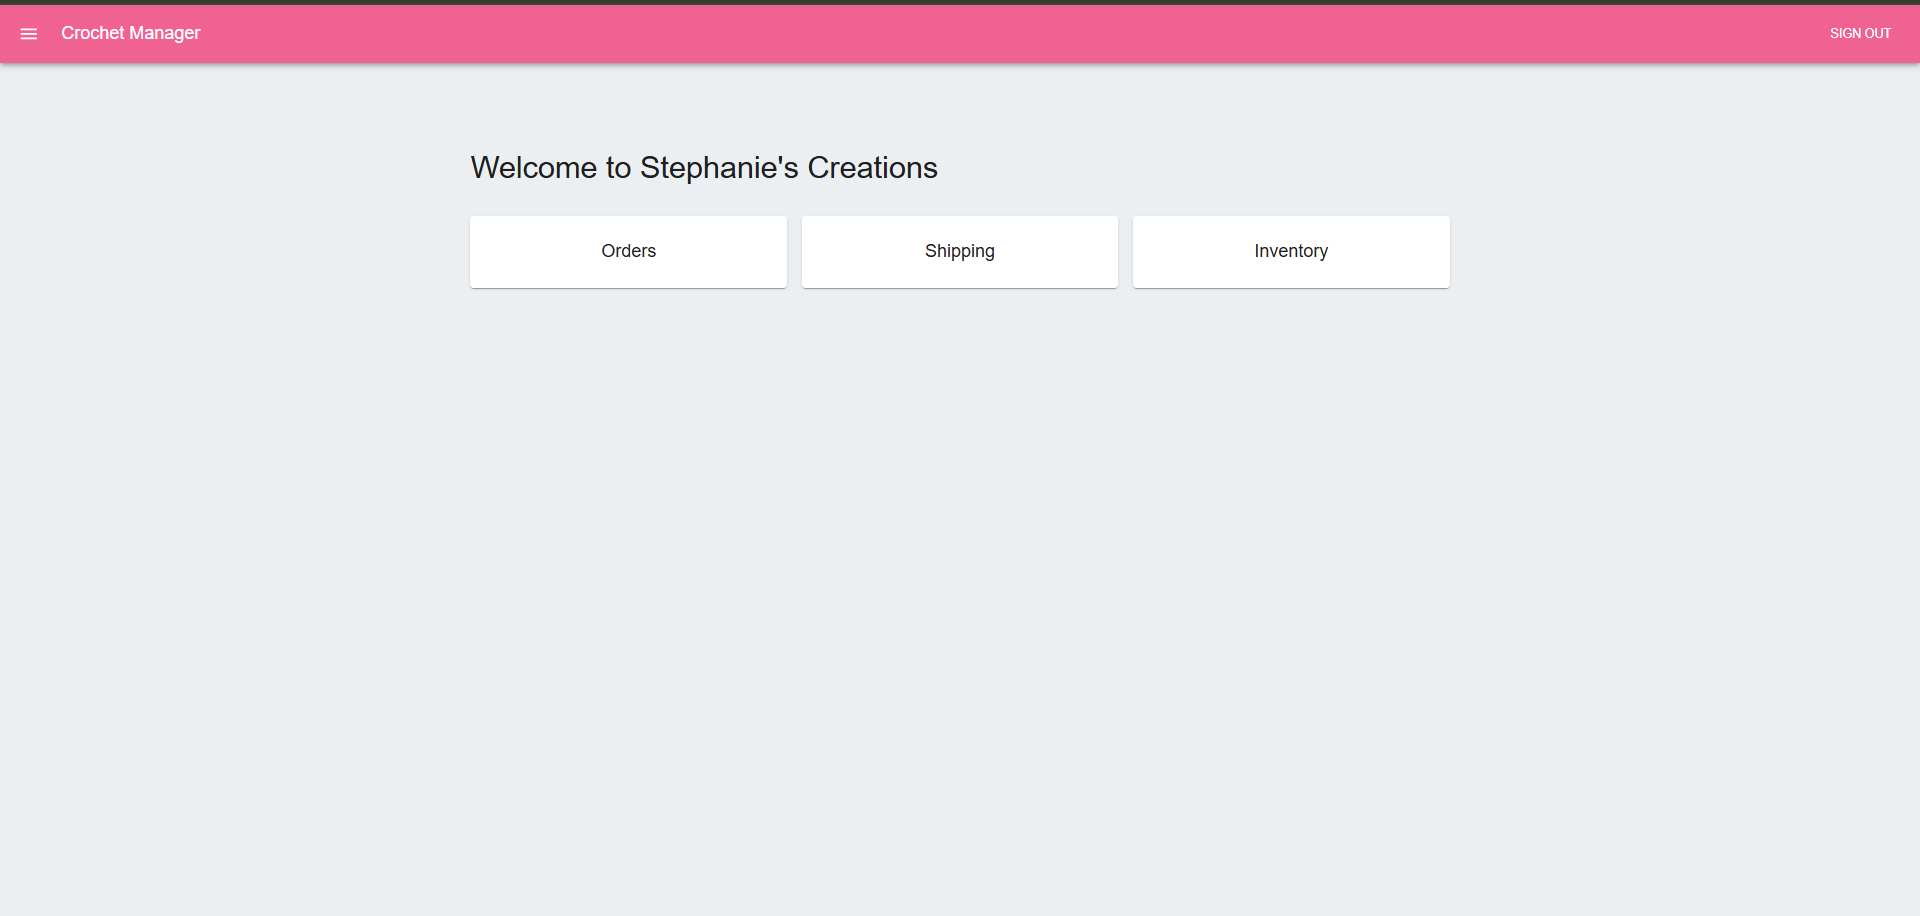 Crochet Manager
SIGN OUT
Welcome to Stephanie's Creations
Orders
Shipping
Inventory